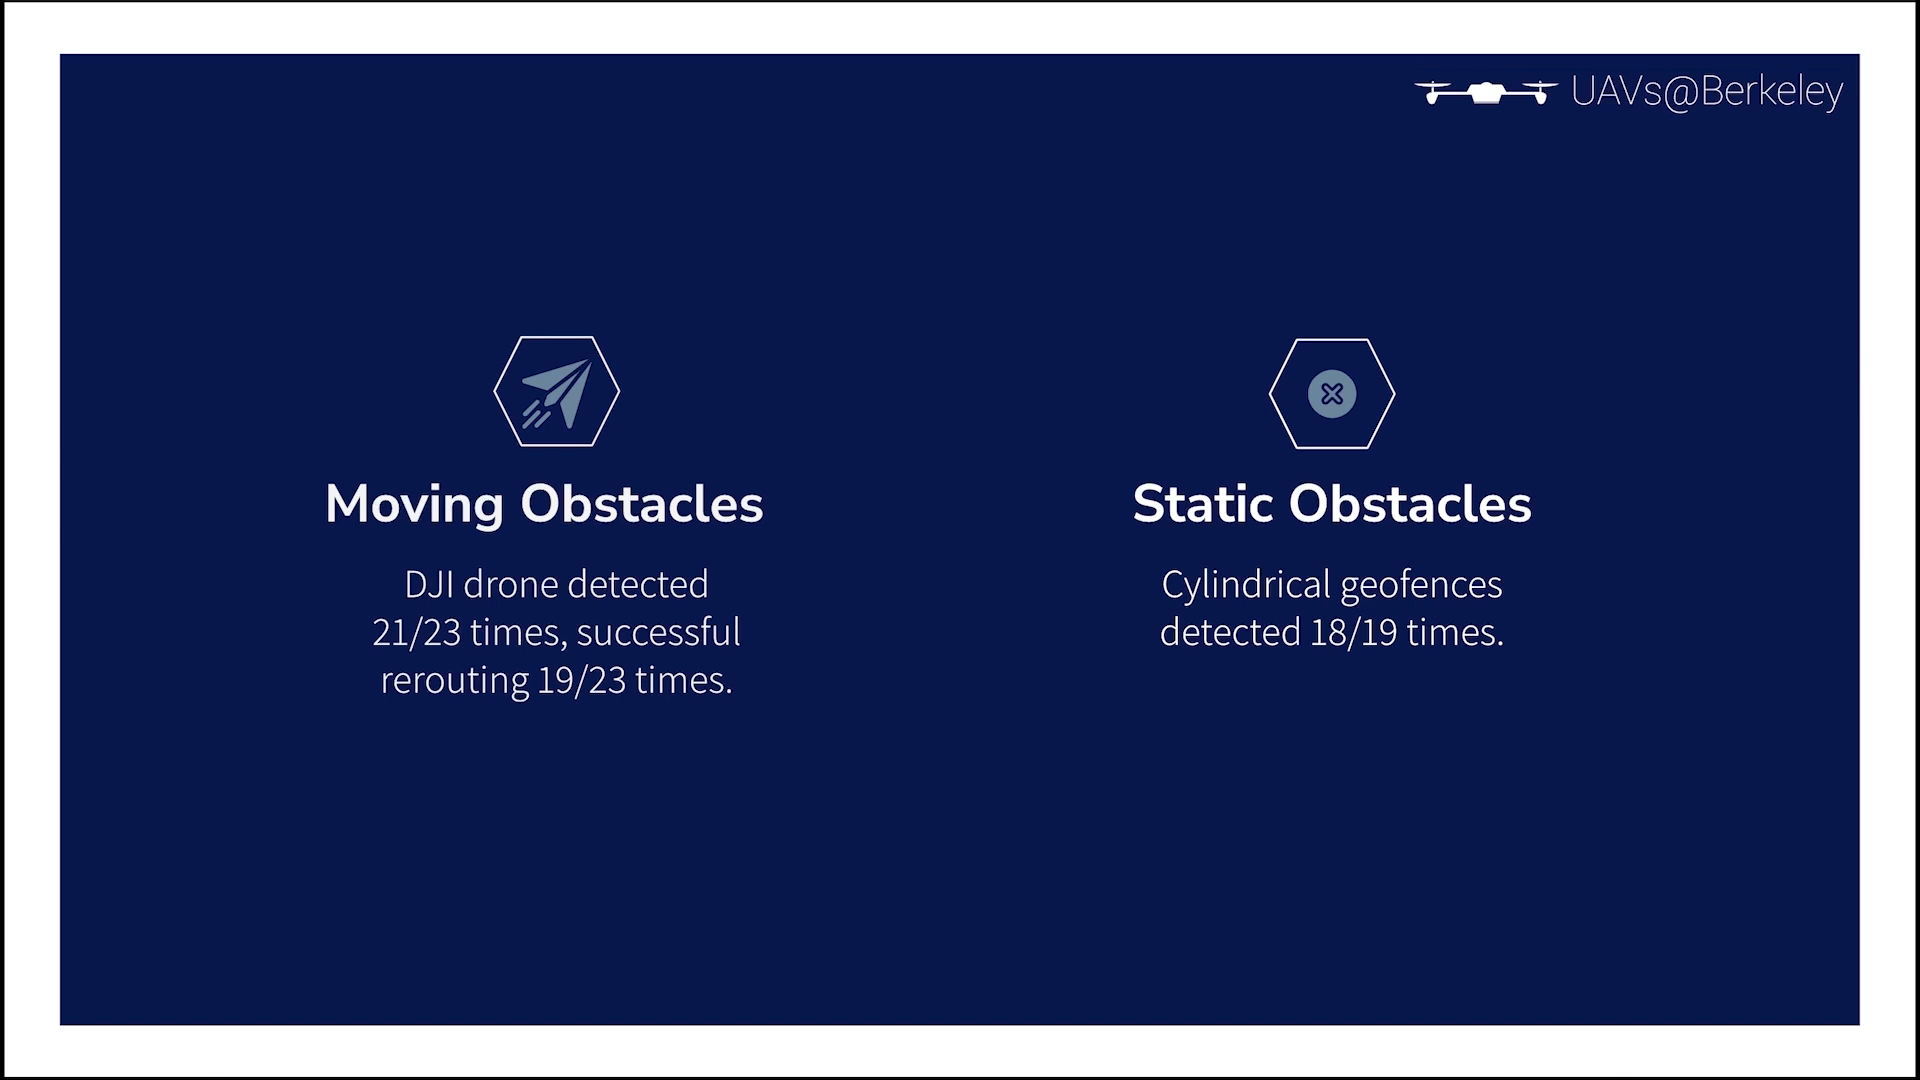 UAVs@Berkeley
Moving Obstacles
DJI drone detected
21/23 times, successful
rerouting 19/23 times.
Static Obstacles
Cylindrical geofences
detected 18/19 times.